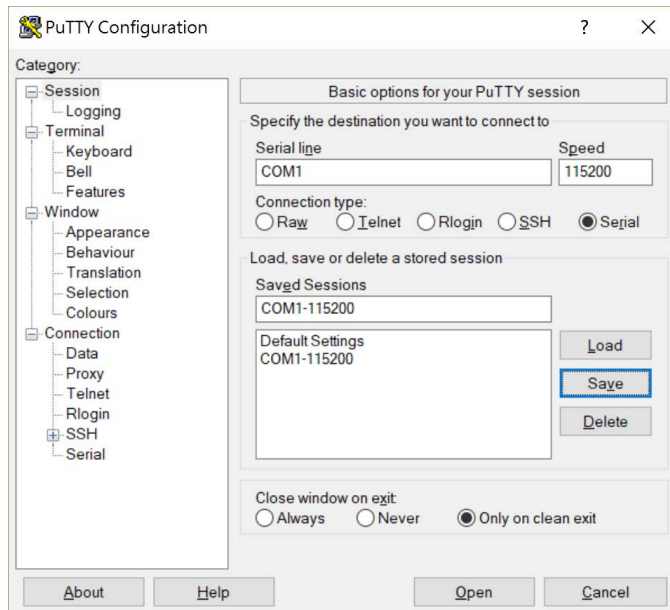 PuTTY Configuration
?
Category:
Session
Logging
Terminal
Keyboard
Bell
Features
Window
Appearance
Behaviour
Translation
Selection
Colours
Connection
Data
Proxy
Telnet
Rlogin
SSH
Serial
Basic options for your PuTTY session
Specify the destination you want to connect to
Serial line Speed
COM1 115200
Connection type:
Raw Telnet Rlogin SSH Serial
Load, save or delete a stored session
Saved Sessions
COM1-115200
Default Settings
COM1-115200
Load
Save
Delete
Close window on exit:
Always Never Only on clean exit
About Help Open Cancel